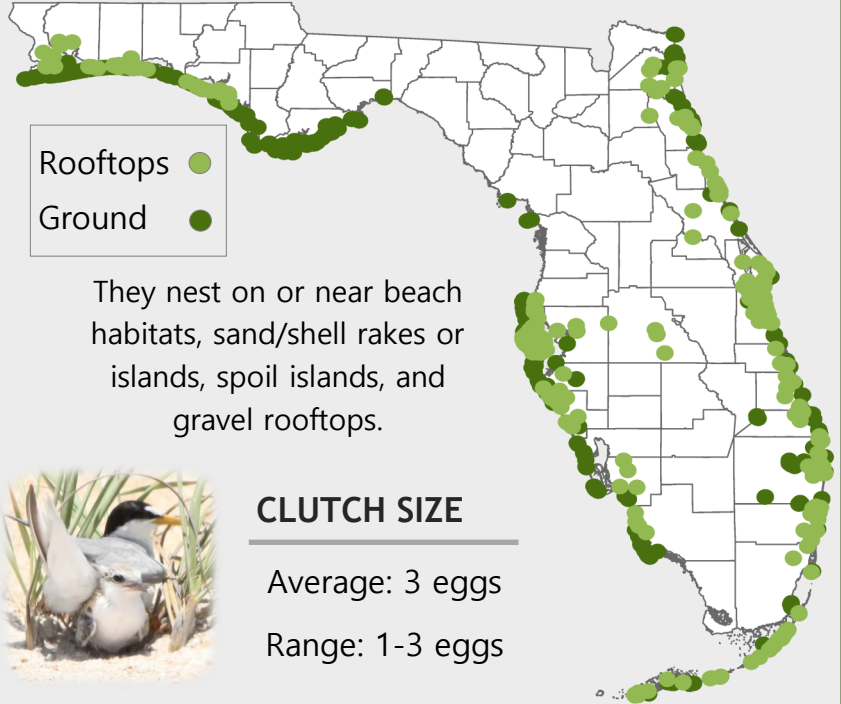 Rooftops
Ground
They nest on or near beach
habitats, sand/shell rakes or
islands, spoil islands, and
gravel rooftops.
CLUTCH SIZE
Average: 3 eggs
Range: 1-3 eggs